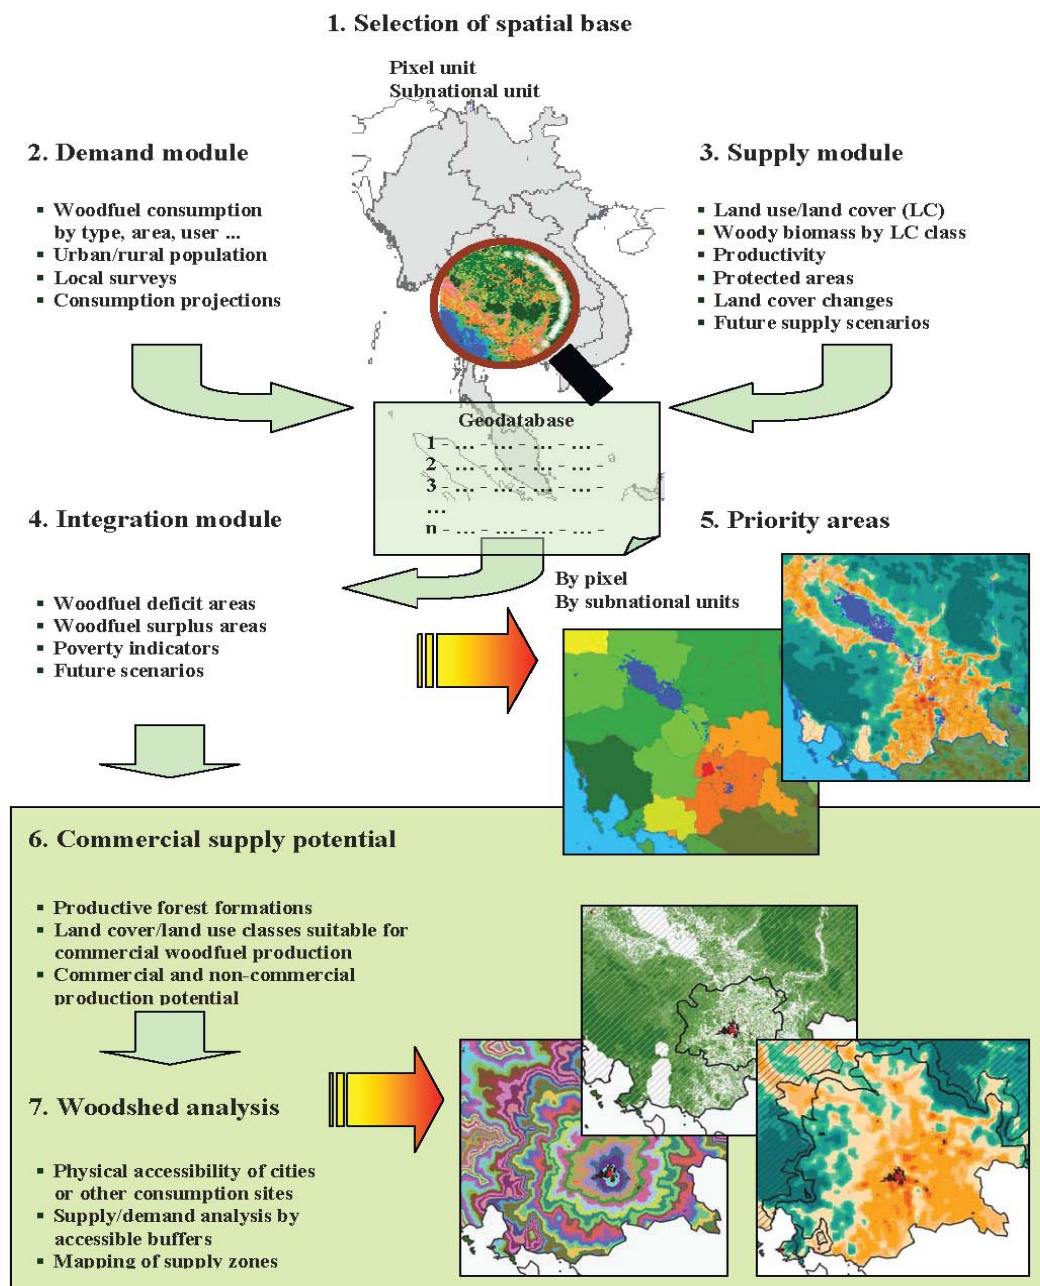 1. Selection of spatial base
Pixel unit
Subnational unit
2. Demand module
▪ Woodfuel consumption
by type, area, user ...
▪ Urban/rural population
▪ Local surveys
▪ Consumption projections
3. Supply module
▪ Land use/land cover (LC)
▪ Woody biomass by LC class
▪ Productivity
▪ Protected areas
▪ Land cover changes
▪ Future supply scenarios
Geodatabase
1 – ... – ... – ... – ... –
2 – ... – ... – ... – ... –
3 – ... – ... – ... – ... –
...
n – ... – ... – ... – ... –
4. Integration module
▪ Woodfuel deficit areas
▪ Woodfuel surplus areas
▪ Poverty indicators
▪ Future scenarios
5. Priority areas
By pixel
By subnational units
6. Commercial supply potential
▪ Productive forest formations
▪ Land cover/land use classes suitable for
commercial woodfuel production
▪ Commercial and non-commercial
production potential
7. Woodshed analysis
▪ Physical accessibility of cities
or other consumption sites
▪ Supply/demand analysis by
accessible buffers
▪ Mapping of supply zones